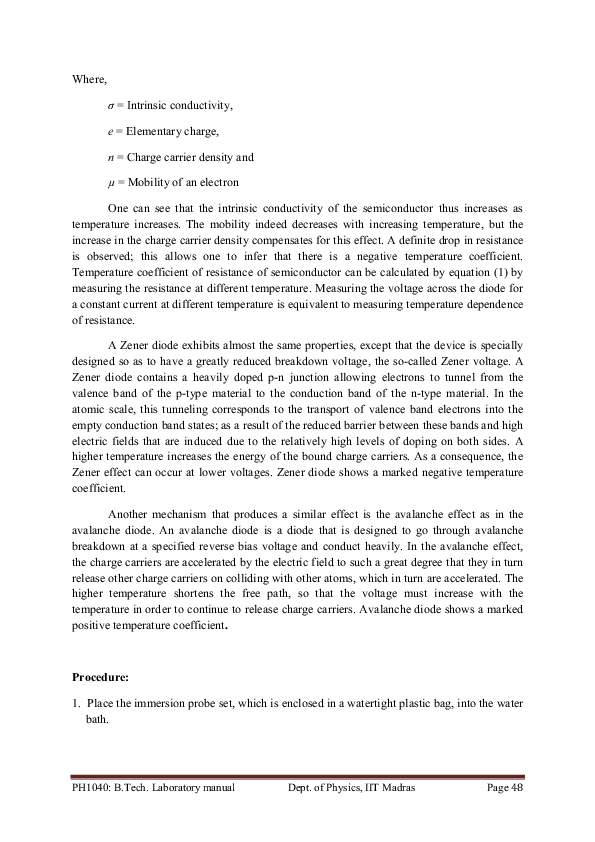 Where,
σ = Intrinsic conductivity,
e = Elementary charge,
n = Charge carrier density and
μ = Mobility of an electron
One can see that the intrinsic conductivity of the semiconductor thus increases as
temperature increases. The mobility indeed decreases with increasing temperature, but the
increase in the charge carrier density compensates for this effect. A definite drop in resistance
is observed; this allows one to infer that there is a negative temperature coefficient.
Temperature coefficient of resistance of semiconductor can be calculated by equation (1) by
measuring the resistance at different temperature. Measuring the voltage across the diode for
a constant current at different temperature is equivalent to measuring temperature dependence
of resistance.
A Zener diode exhibits almost the same properties, except that the device is specially
designed so as to have a greatly reduced breakdown voltage, the so-called Zener voltage. A
Zener diode contains a heavily doped p-n junction allowing electrons to tunnel from the
valence band of the p-type material to the conduction band of the n-type material. In the
atomic scale, this tunneling corresponds to the transport of valence band electrons into the
empty conduction band states; as a result of the reduced barrier between these bands and high
electric fields that are induced due to the relatively high levels of doping on both sides. A
higher temperature increases the energy of the bound charge carriers. As a consequence, the
Zener effect can occur at lower voltages. Zener diode shows a marked negative temperature
coefficient.
Another mechanism that produces a similar effect is the avalanche effect as in the
avalanche diode. An avalanche diode is a diode that is designed to go through avalanche
breakdown at a specified reverse bias voltage and conduct heavily. In the avalanche effect,
the charge carriers are accelerated by the electric field to such a great degree that they in turn
release other charge carriers on colliding with other atoms, which in turn are accelerated. The
higher temperature shortens the free path, so that the voltage must increase with the
temperature in order to continue to release charge carriers. Avalanche diode shows a marked
positive temperature coefficient.
Procedure:
1. Place the immersion probe set, which is enclosed in a watertight plastic bag, into the water
bath.
PH1040: B.Tech. Laboratory manual Dept. of Physics, IIT Madras Page 48